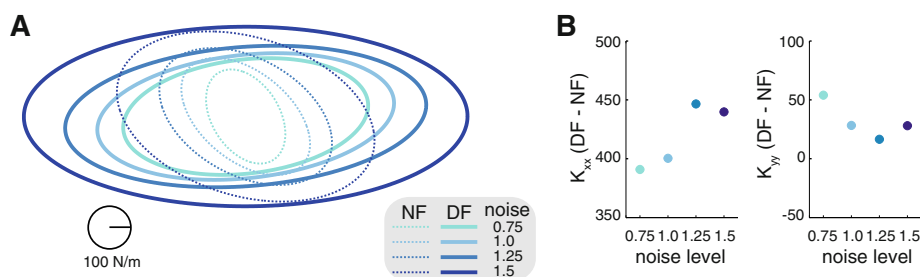 A
100 N/m
NF DF noise
0.75
1.0
1.25
1.5
B
K_xx (DF - NF)
500
450
400
350
0.75 1.0 1.25 1.5
noise level
K_yy (DF - NF)
100
50
0
-50
0.75 1.0 1.25 1.5
noise level